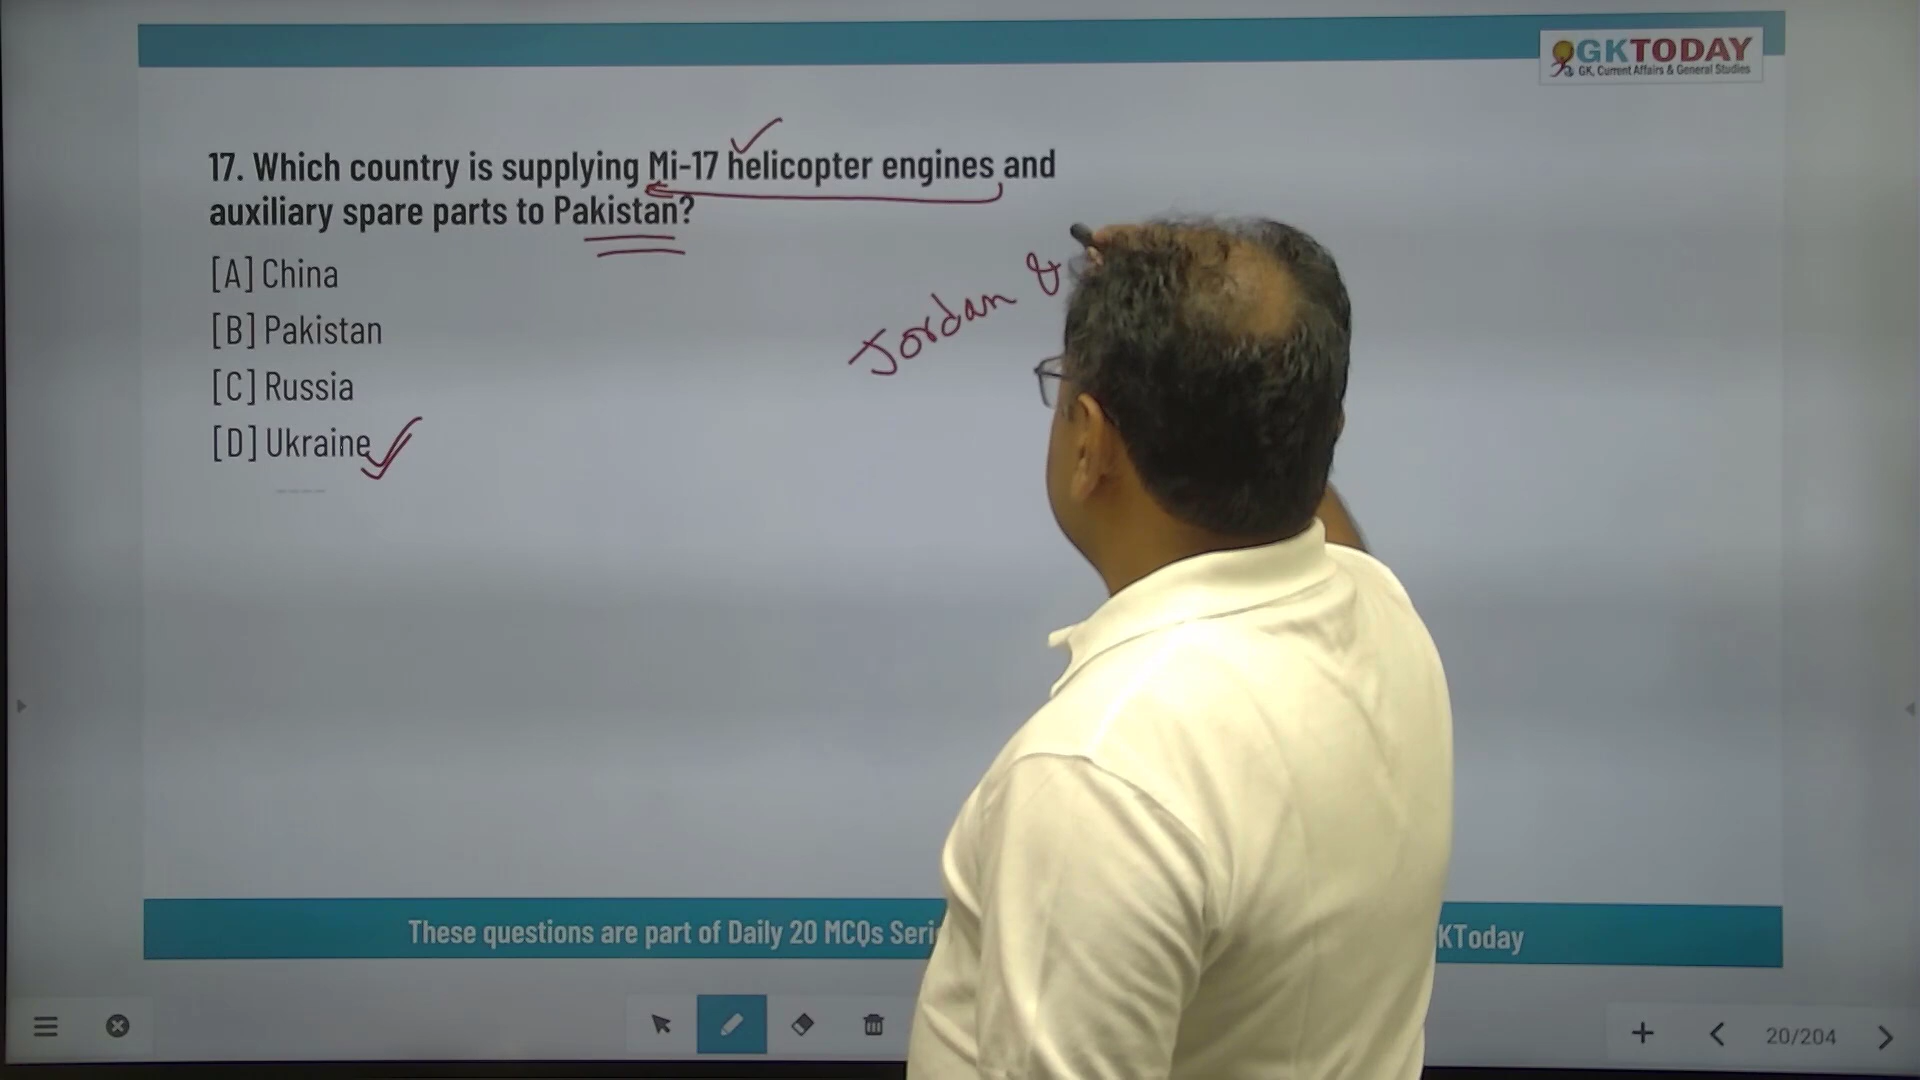 GKTODAY
GK, Current Affairs & General Studies
17. Which country is supplying Mi-17 helicopter engines and
auxiliary spare parts to Pakistan?
[A] China
[B] Pakistan
[C] Russia
[D] Ukraine
Jordan &
These questions are part of Daily 20 MCQs Seri
KToday
20/204